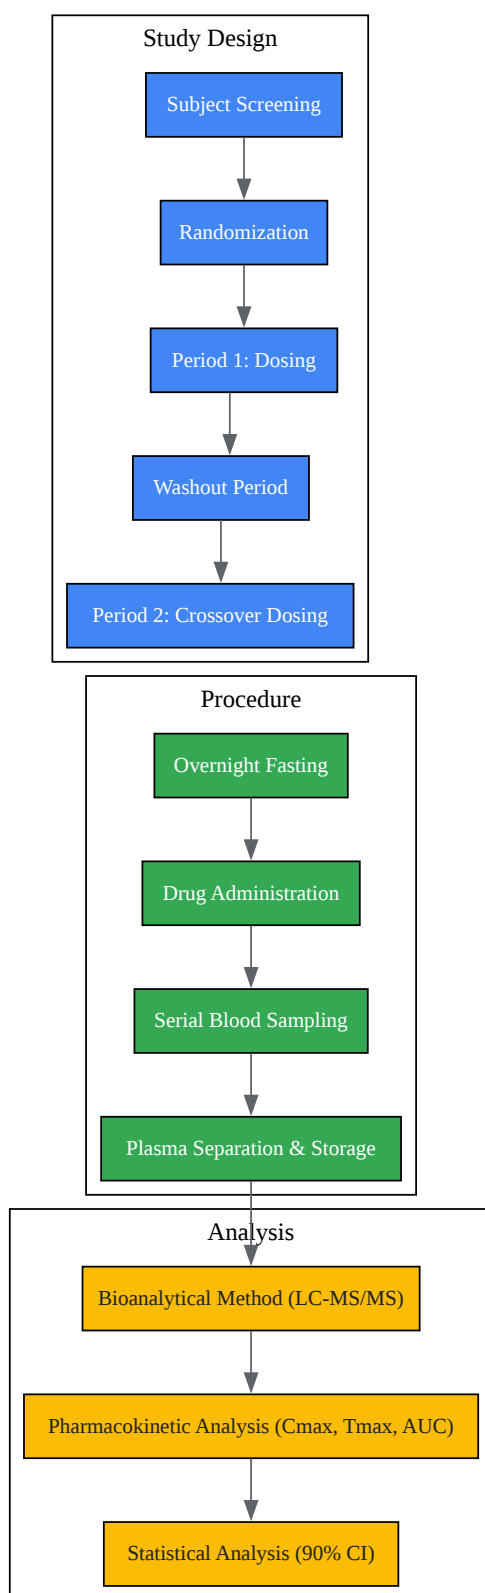 Study Design
Subject Screening
Randomization
Period 1: Dosing
Washout Period
Period 2: Crossover Dosing
Procedure
Overnight Fasting
Drug Administration
Serial Blood Sampling
Plasma Separation & Storage
Analysis
Bioanalytical Method (LC-MS/MS)
Pharmacokinetic Analysis (Cmax, Tmax, AUC)
Statistical Analysis (90% CI)